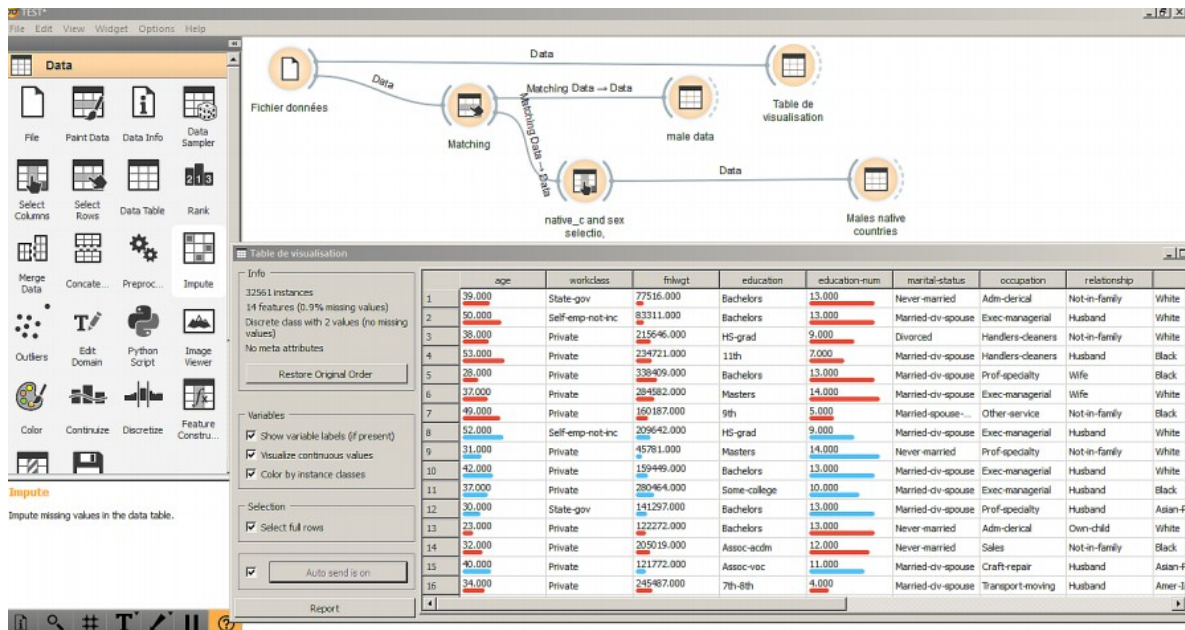 TEST*
File Edit View Widget Options Help
Data
File
Paint Data
Data Info
Data Sampler
Select Columns
Select Rows
Data Table
Rank
Merge Data
Concate...
Preproc...
Impute
Outliers
Edit Domain
Python Script
Image Viewer
Color
Continuize
Discretize
Feature Constru...
Impute
Impute missing values in the data table.
Fichier données
Data
Data
Matching
Matching Data → Data
Matching Data → Data
male data
Table de
visualisation
native_c and sex
selectio,
Data
Males native
countries
Table de visualisation
Info
32561 instances
14 features (0.9% missing values)
Discrete class with 2 values (no missing
values)
No meta attributes
Restore Original Order
Variables
Show variable labels (if present)
Visualize continuous values
Color by instance classes
Selection
Select full rows
Auto send is on
Report
age workclass fnlwgt education education-num marital-status occupation relationship
1 39.000 State-gov 77516.000 Bachelors 13.000 Never-married Adm-clerical Not-in-family White
2 50.000 Self-emp-not-inc 83311.000 Bachelors 13.000 Married-civ-spouse Exec-managerial Husband White
3 38.000 Private 215646.000 HS-grad 9.000 Divorced Handlers-cleaners Not-in-family White
4 53.000 Private 234721.000 11th 7.000 Married-civ-spouse Handlers-cleaners Husband Black
5 28.000 Private 338409.000 Bachelors 13.000 Married-civ-spouse Prof-specialty Wife Black
6 37.000 Private 284582.000 Masters 14.000 Married-civ-spouse Exec-managerial Wife White
7 49.000 Private 160187.000 9th 5.000 Married-spouse-... Other-service Not-in-family Black
8 52.000 Self-emp-not-inc 209642.000 HS-grad 9.000 Married-civ-spouse Exec-managerial Husband White
9 31.000 Private 45781.000 Masters 14.000 Never-married Prof-specialty Not-in-family White
10 42.000 Private 159449.000 Bachelors 13.000 Married-civ-spouse Exec-managerial Husband White
11 37.000 Private 280464.000 Some-college 10.000 Married-civ-spouse Exec-managerial Husband Black
12 30.000 State-gov 141297.000 Bachelors 13.000 Married-civ-spouse Prof-specialty Husband Asian-P
13 23.000 Private 122272.000 Bachelors 13.000 Never-married Adm-clerical Own-child White
14 32.000 Private 205019.000 Assoc-acdm 12.000 Never-married Sales Not-in-family Black
15 40.000 Private 121772.000 Assoc-voc 11.000 Married-civ-spouse Craft-repair Husband Asian-P
16 34.000 Private 245487.000 7th-8th 4.000 Married-civ-spouse Transport-moving Husband Amer-I